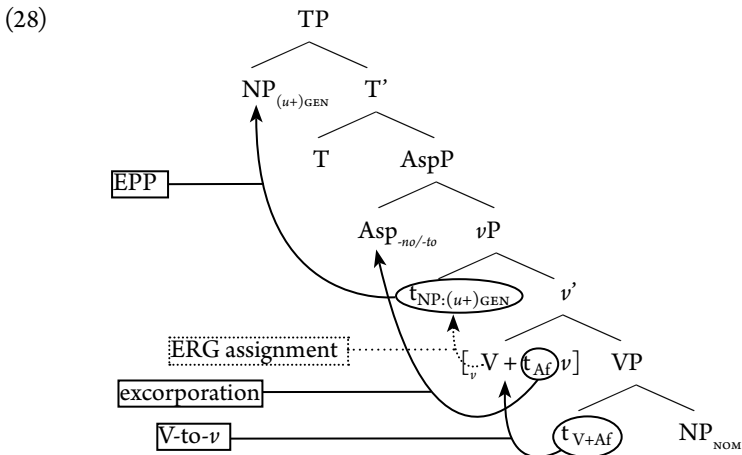 (28)
TP
NP(u+)GEN T’
T AspP
EPP
Asp-no/-to vP
tNP:(u+)GEN v’
ERG assignment
[v V + tAf v] VP
excorporation
V-to-v
tV+Af NPNOM